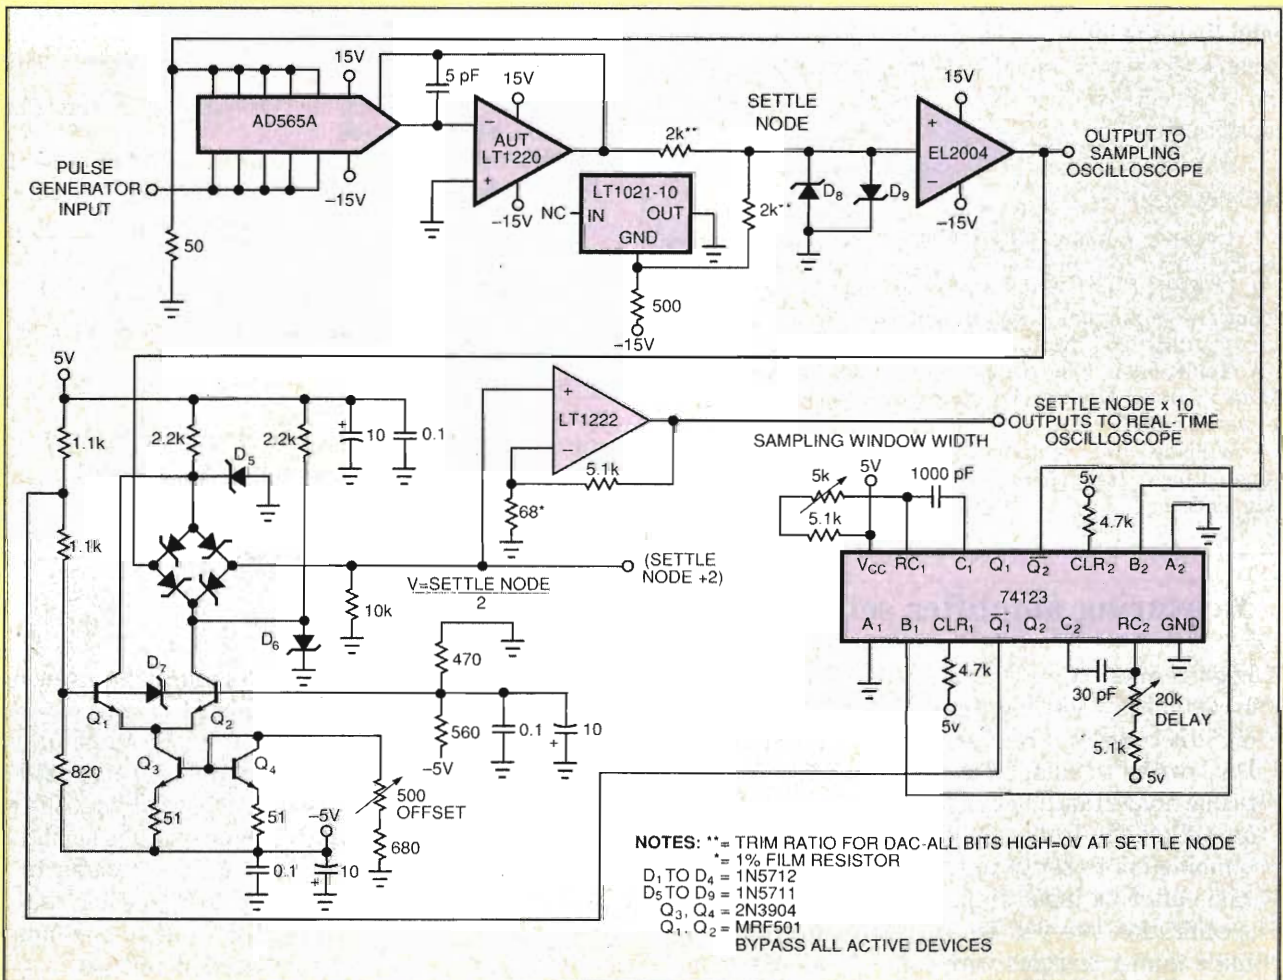 15V
5 pF
15V
AD565A
AUT
LT1220
–
+
–15V
–15V
PULSE
GENERATOR
INPUT
50
2k**
SETTLE
NODE
15V
+
EL2004
–
–15V
OUTPUT TO
SAMPLING
OSCILLOSCOPE
LT1021-10
NC
IN
OUT
GND
2k**
D8
D9
500
–15V
5V
1.1k
2.2k
2.2k
+
10
0.1
D5
1.1k
+
LT1222
–
5.1k
68*
SETTLE NODE x 10
OUTPUTS TO REAL-TIME
OSCILLOSCOPE
V=SETTLE NODE
2
(SETTLE
NODE +2)
10k
D6
D7
Q1
Q2
470
560
–5V
0.1
+
10
820
Q3
Q4
51
51
–5V
500
OFFSET
680
0.1
+
10
SAMPLING WINDOW WIDTH
5k
5V
1000 pF
5.1k
5v
4.7k
VCC RC1 C1 Q1 Q2 CLR2 B2 A2
74123
A1 B1 CLR1 Q1 Q2 C2 RC2 GND
4.7k
5v
30 pF
20k
DELAY
5.1k
5v
NOTES: **= TRIM RATIO FOR DAC-ALL BITS HIGH=0V AT SETTLE NODE
*= 1% FILM RESISTOR
D1 TO D4 = 1N5712
D5 TO D9 = 1N5711
Q3, Q4 = 2N3904
Q1, Q2 = MRF501
BYPASS ALL ACTIVE DEVICES